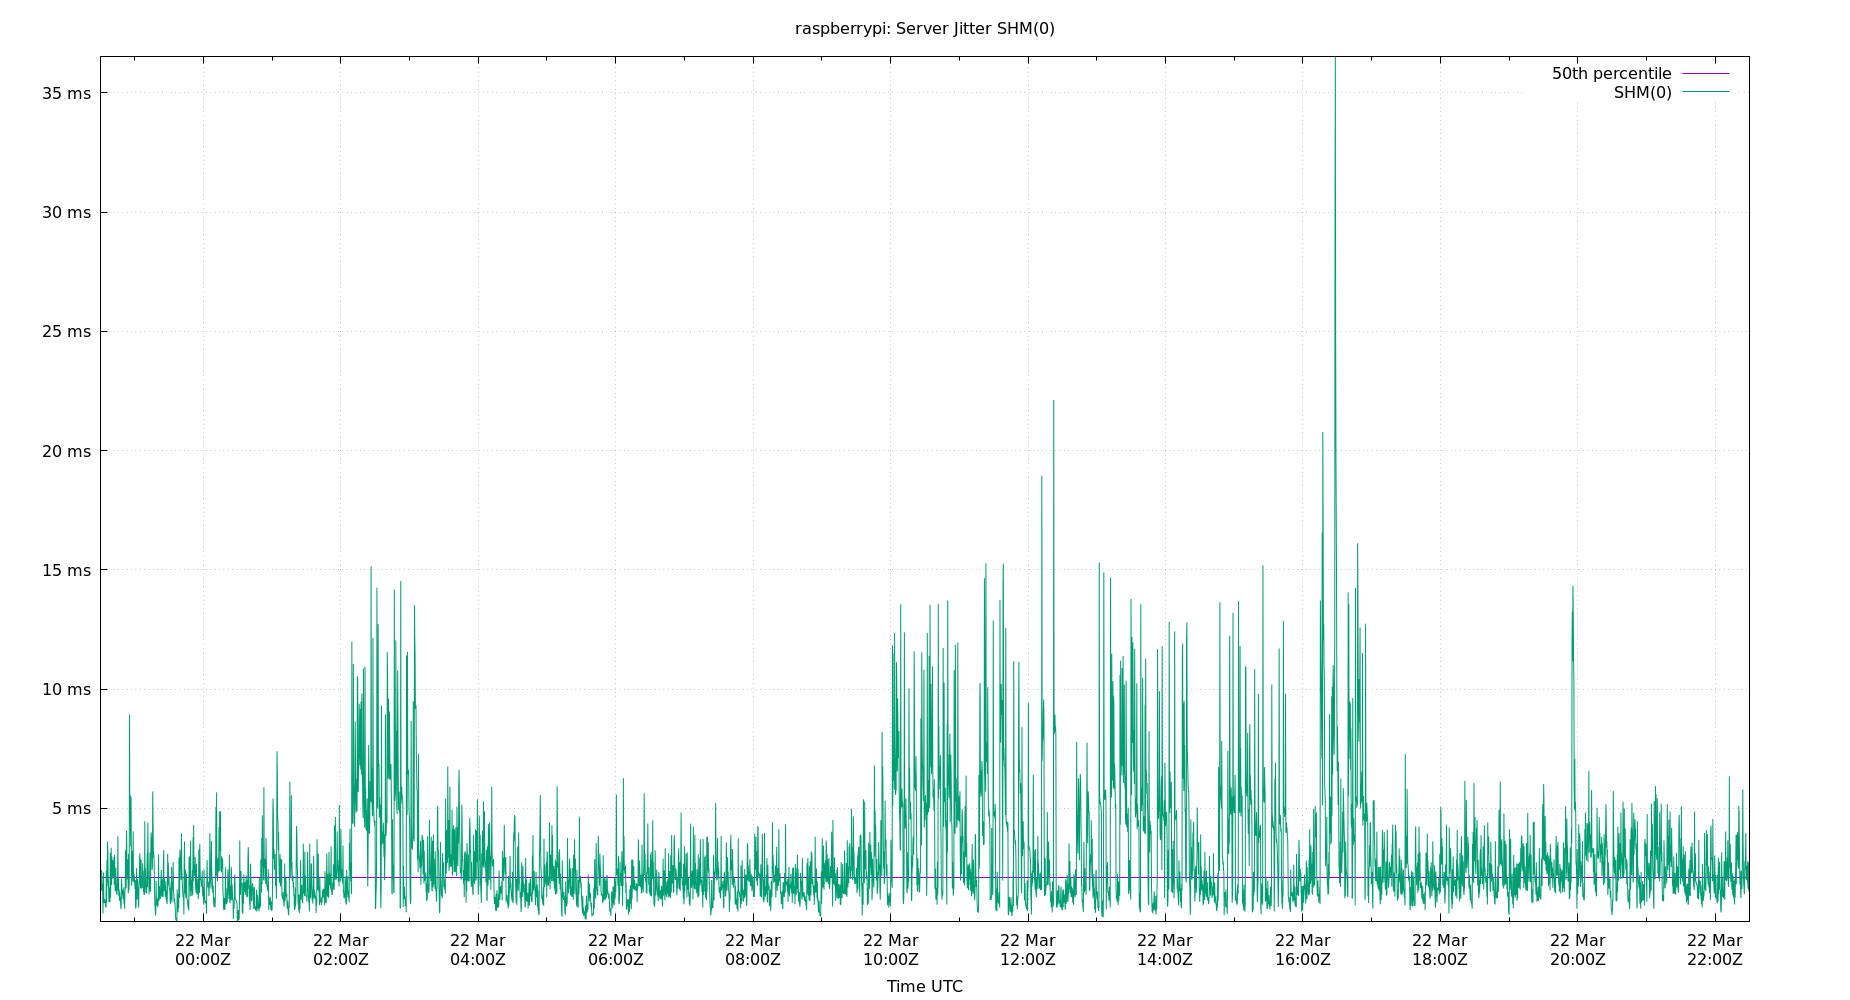 raspberrypi: Server Jitter SHM(0)
50th percentile
SHM(0)
35 ms
30 ms
25 ms
20 ms
15 ms
10 ms
5 ms
22 Mar 22 Mar 22 Mar 22 Mar 22 Mar 22 Mar 22 Mar 22 Mar 22 Mar 22 Mar 22 Mar 22 Mar
00:00Z 02:00Z 04:00Z 06:00Z 08:00Z 10:00Z 12:00Z 14:00Z 16:00Z 18:00Z 20:00Z 22:00Z
Time UTC